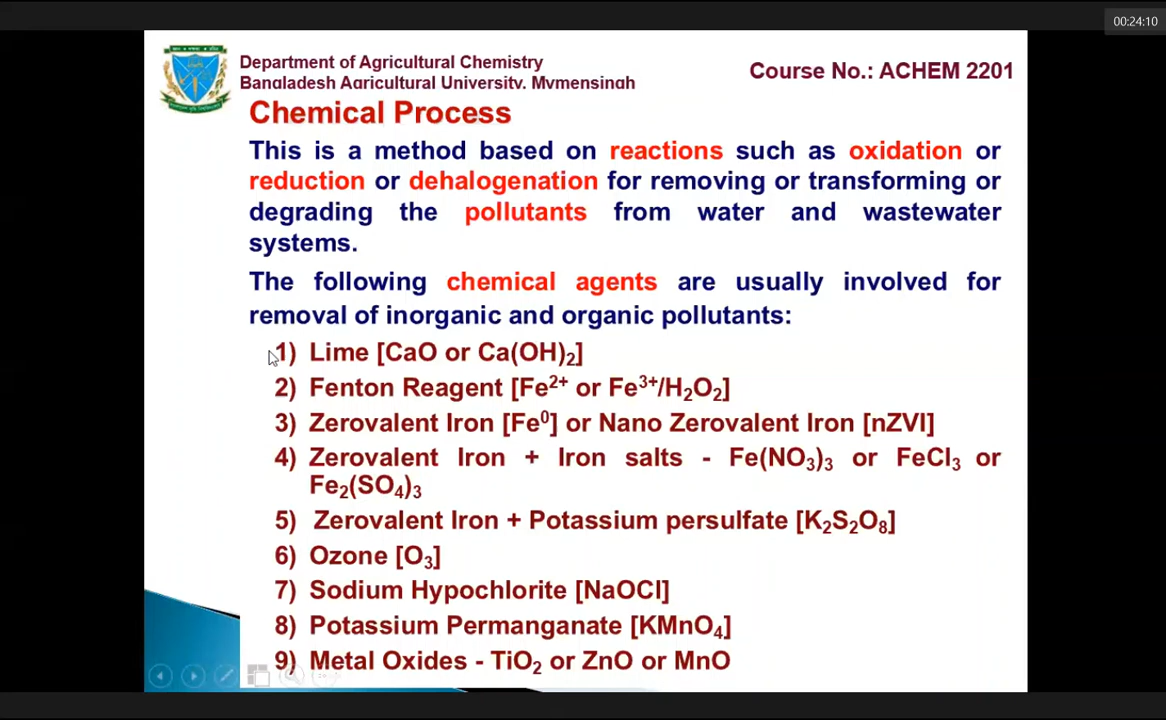 00:24:10
Department of Agricultural Chemistry
Bangladesh Agricultural University, Mymensingh
Course No.: ACHEM 2201
Chemical Process
This is a method based on reactions such as oxidation or
reduction or dehalogenation for removing or transforming or
degrading the pollutants from water and wastewater
systems.
The following chemical agents are usually involved for
removal of inorganic and organic pollutants:
1) Lime [CaO or Ca(OH)₂]
2) Fenton Reagent [Fe²⁺ or Fe³⁺/H₂O₂]
3) Zerovalent Iron [Fe⁰] or Nano Zerovalent Iron [nZVI]
4) Zerovalent Iron + Iron salts - Fe(NO₃)₃ or FeCl₃ or
Fe₂(SO₄)₃
5) Zerovalent Iron + Potassium persulfate [K₂S₂O₈]
6) Ozone [O₃]
7) Sodium Hypochlorite [NaOCl]
8) Potassium Permanganate [KMnO₄]
9) Metal Oxides - TiO₂ or ZnO or MnO